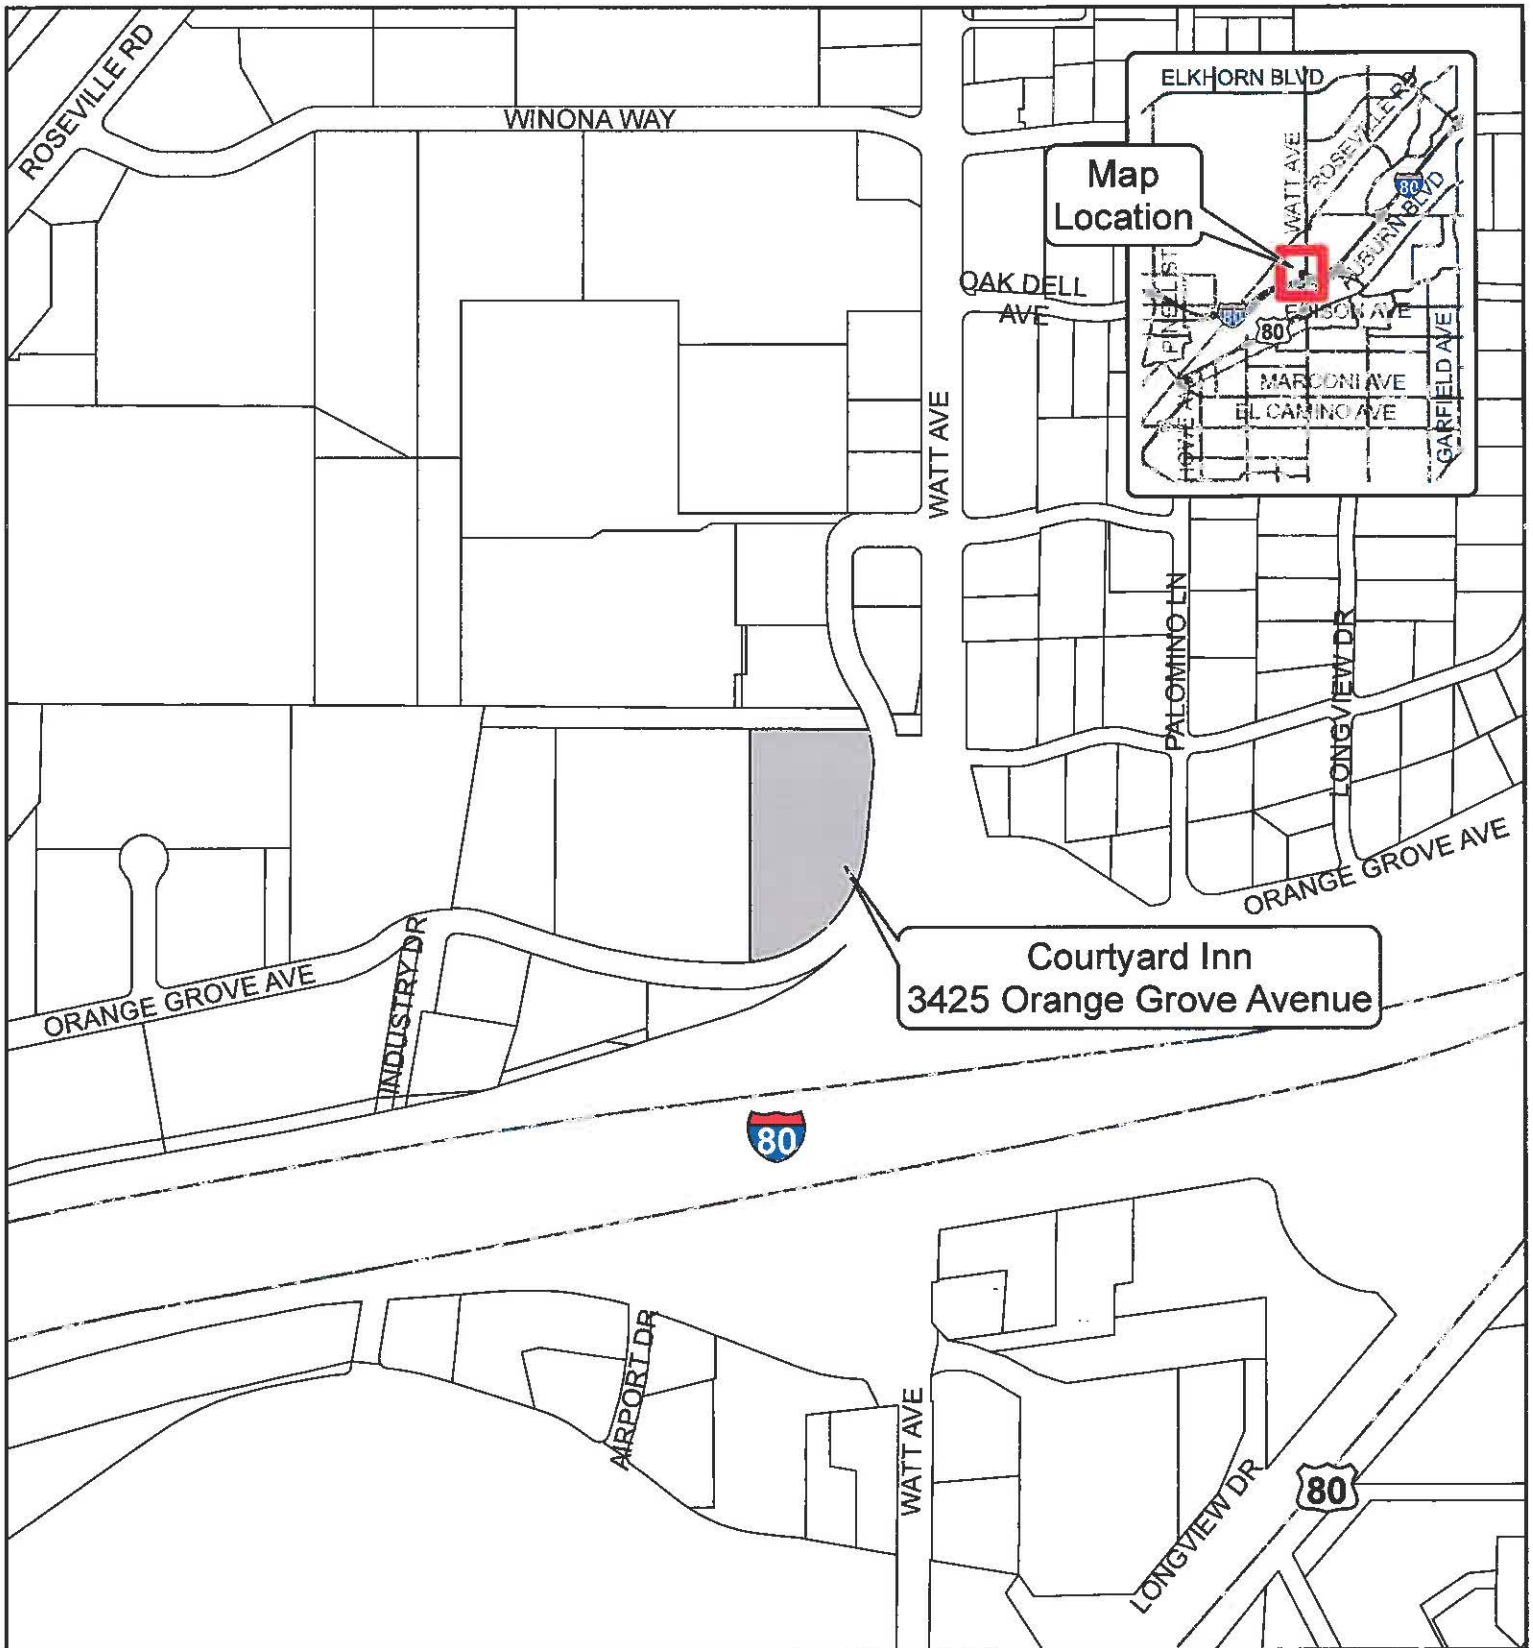 ROSEVILLE RD
WINONA WAY
ELKHORN BLVD
WATT AVE
ROSEVILLE RD
80
AUBURN BLVD
Map
Location
OAK DELL
AVE
80
80
EDISON AVE
MARCONI AVE
EL CAMINO AVE
GARFIELD AVE
WATT AVE
PALOMINO LN
LONGVIEW DR
ORANGE GROVE AVE
Courtyard Inn
3425 Orange Grove Avenue
ORANGE GROVE AVE
INDUSTRY DR
80
AIRPORT DR
WATT AVE
LONGVIEW DR
80